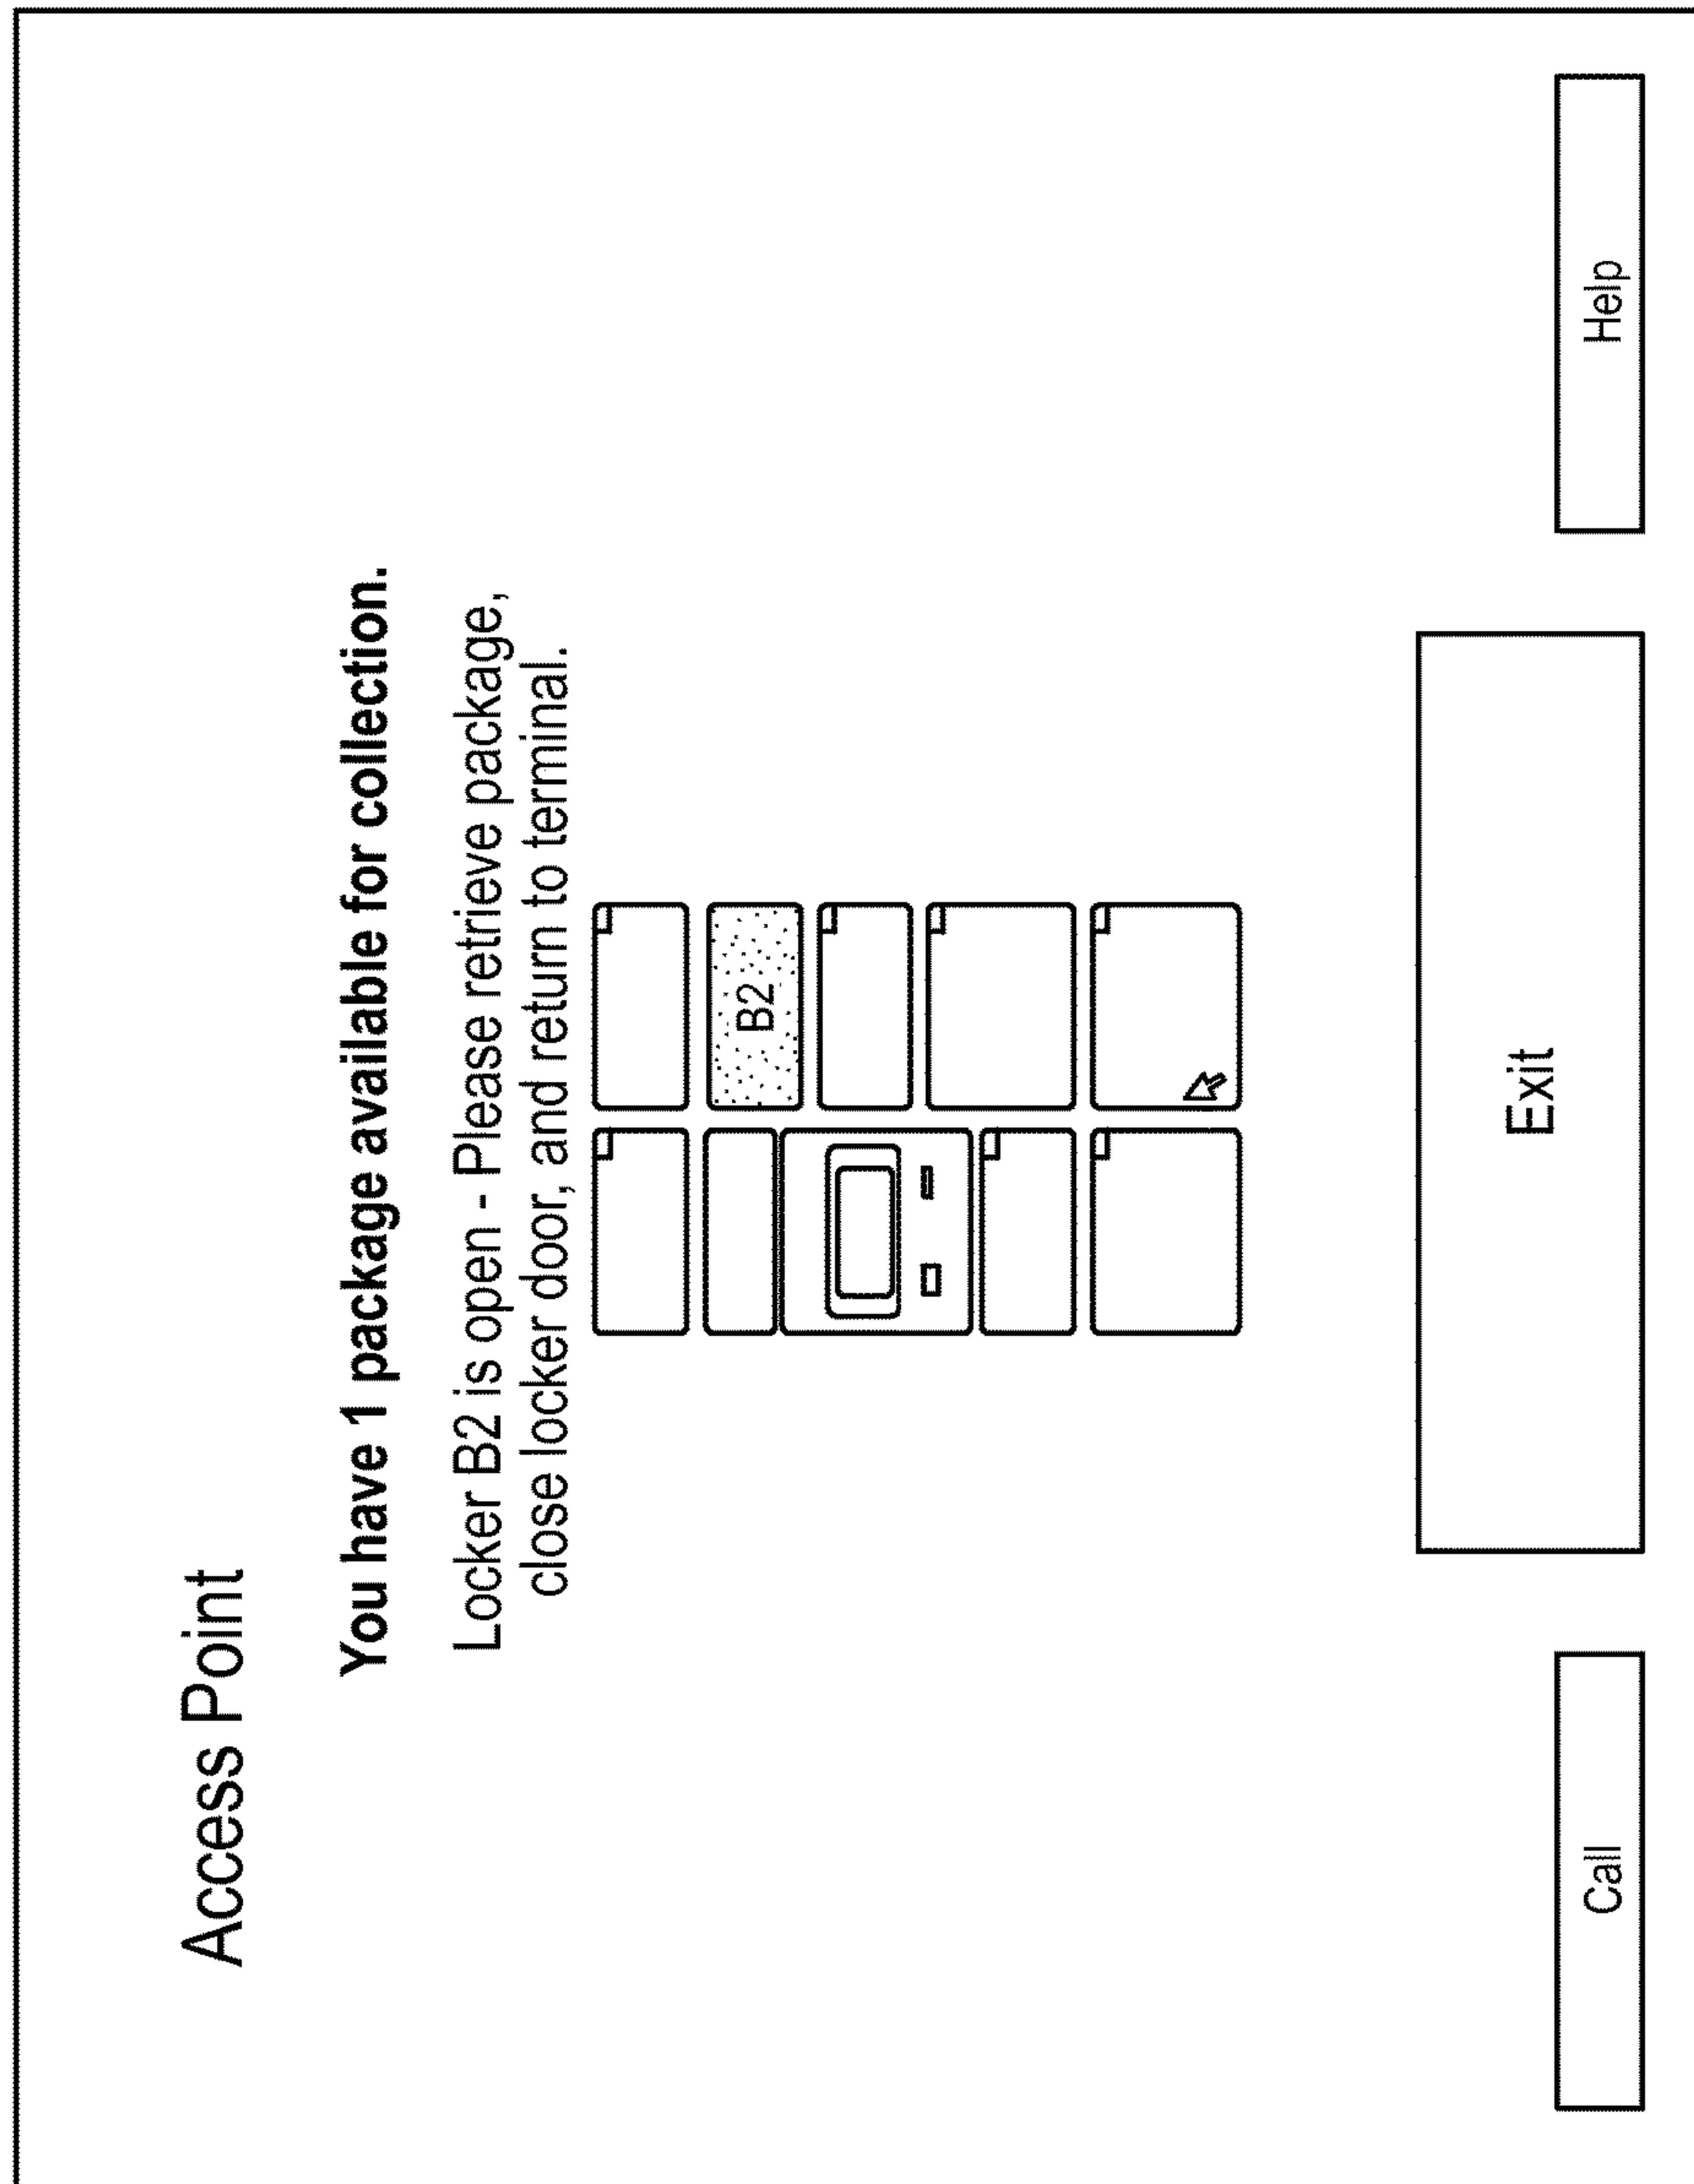 Access Point
You have 1 package available for collection.
Locker B2 is open - Please retrieve package,
close locker door, and return to terminal.
B2
Call
Exit
Help